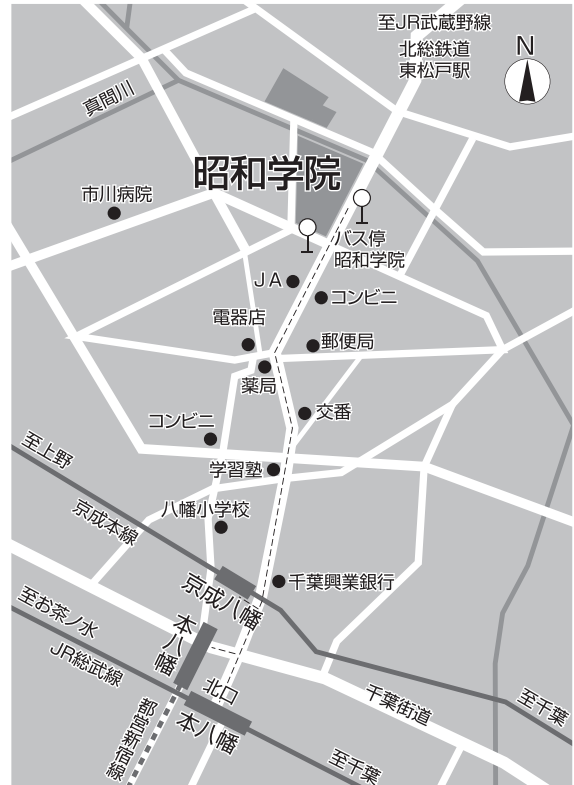 至JR武蔵野線
北総鉄道
東松戸駅
N
真間川
昭和学院
市川病院
バス停
昭和学院
JA
コンビニ
電器店
郵便局
薬局
交番
コンビニ
至上野
学習塾
京成本線
八幡小学校
千葉興業銀行
京成八幡
至お茶ノ水
JR総武線
本八幡
北口
本八幡
千葉街道
至千葉
都営新宿線
至千葉